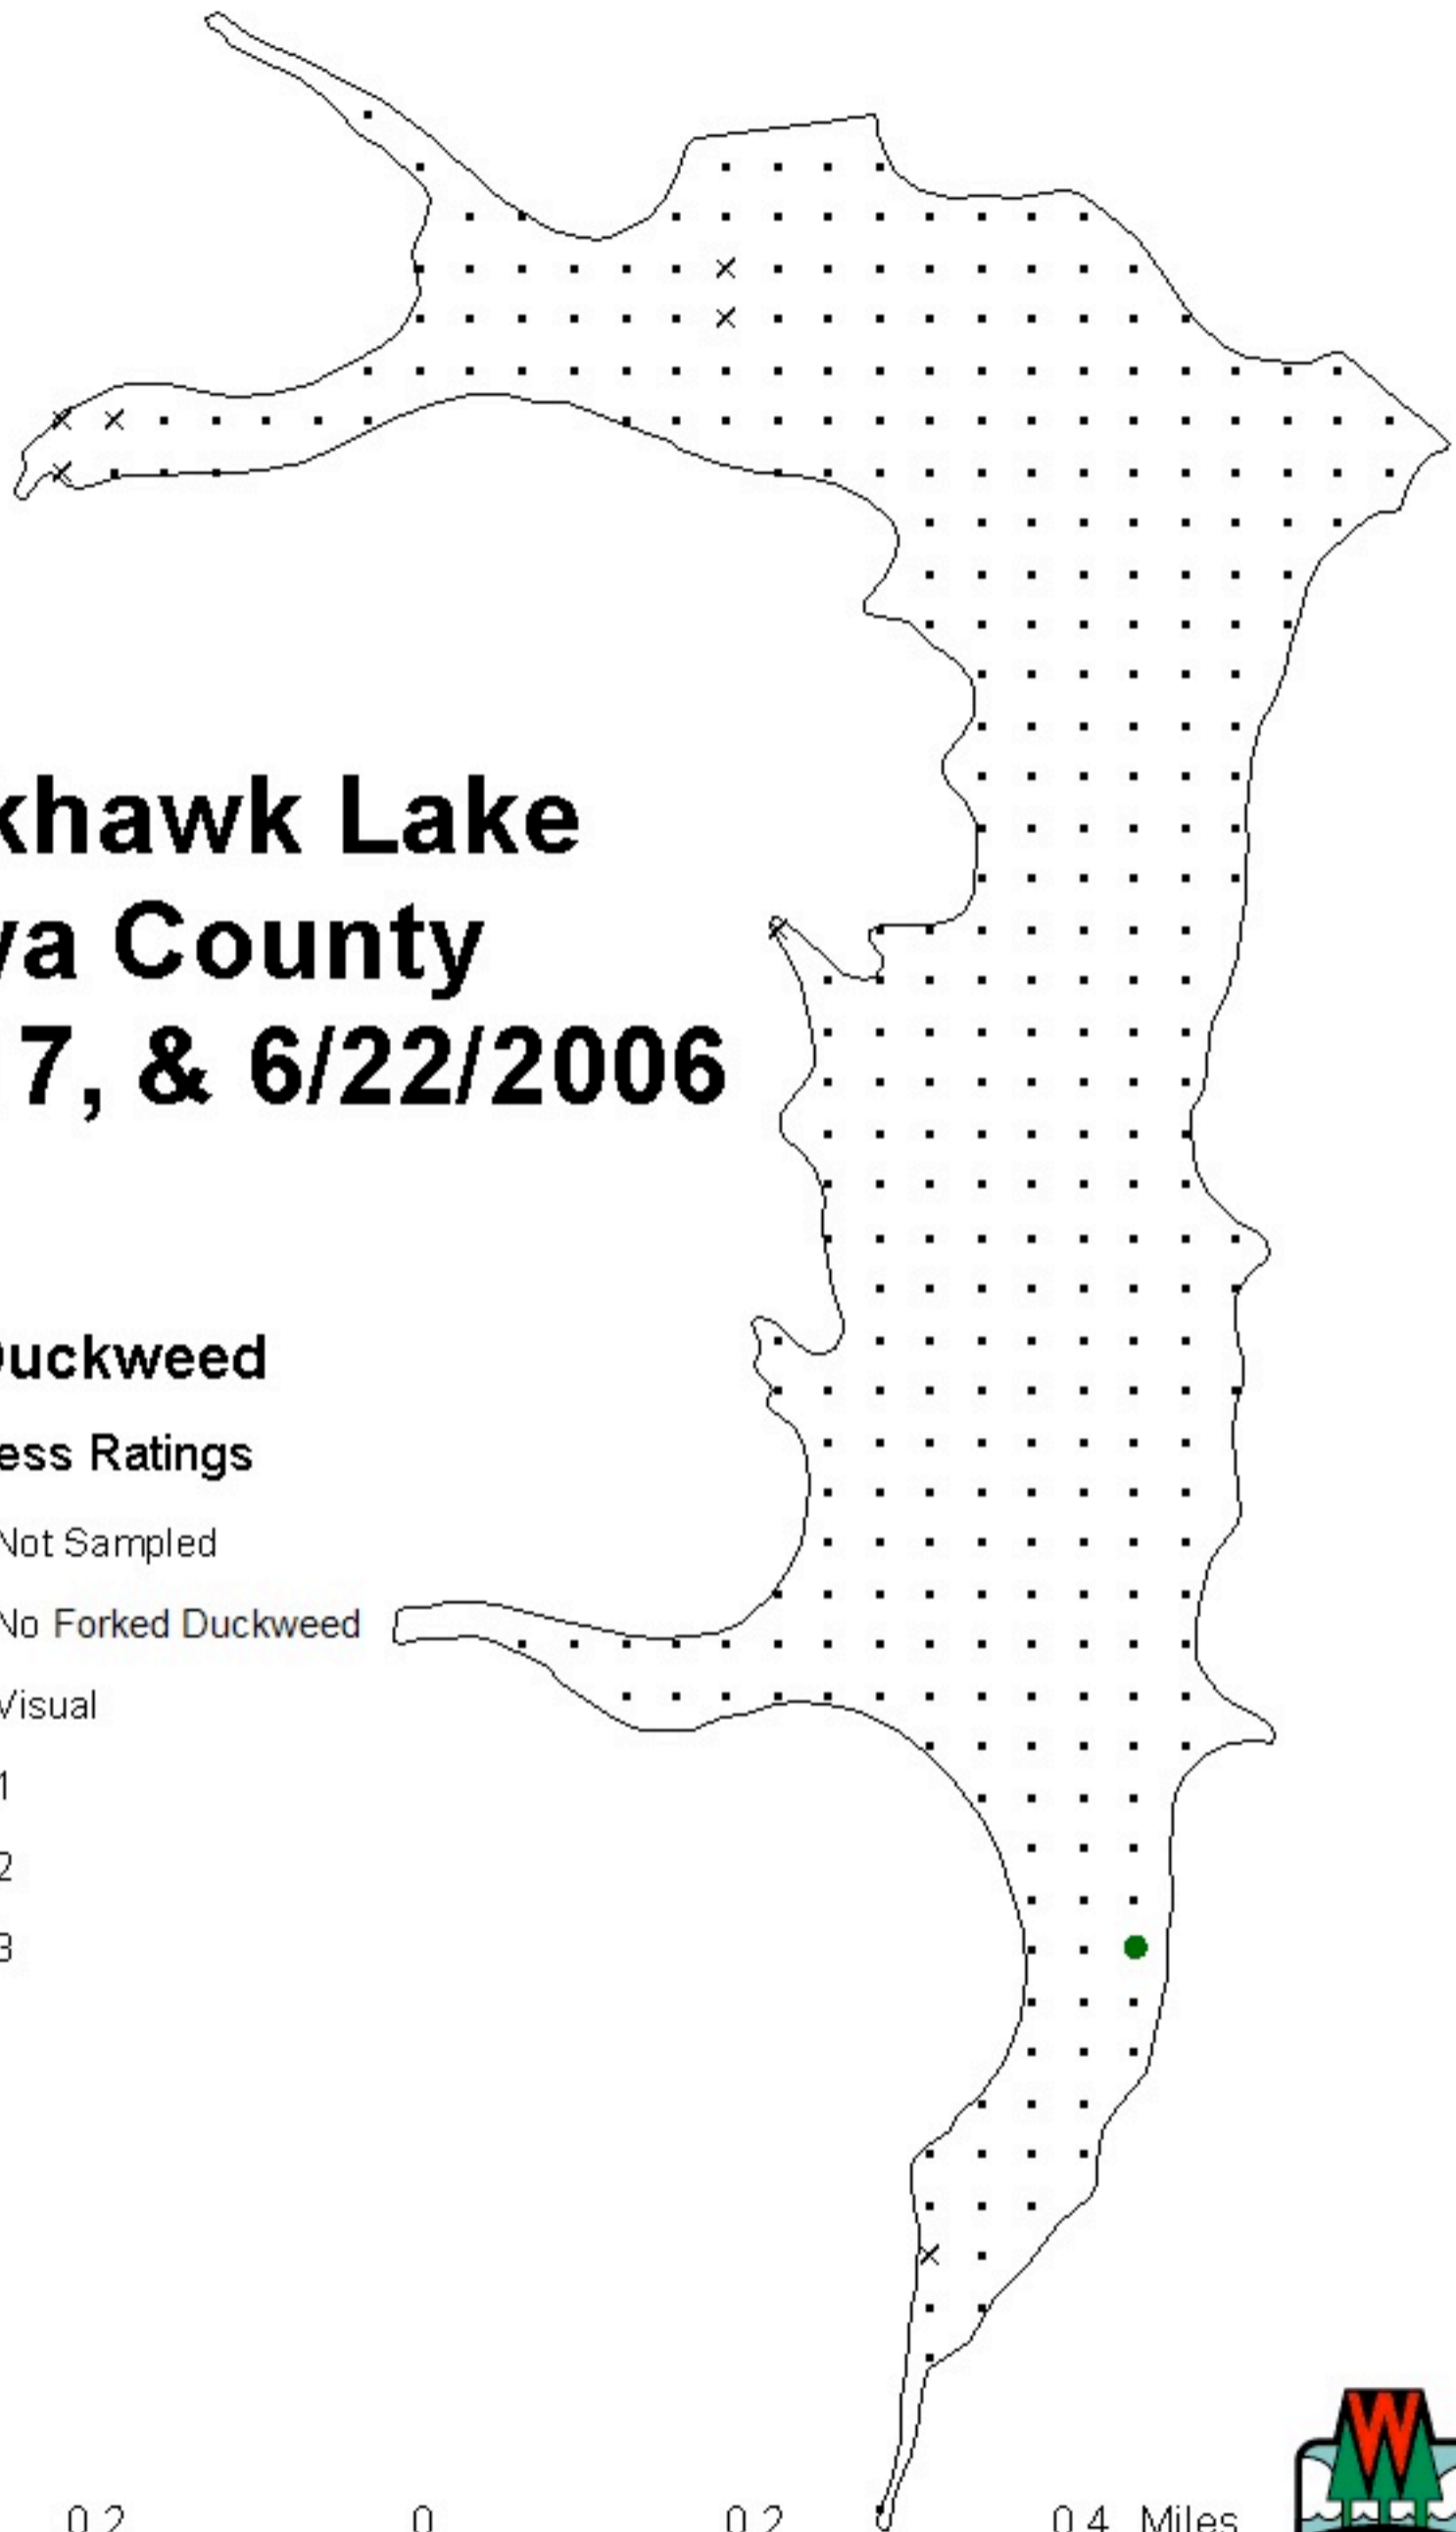 khawk Lake
va County
17, & 6/22/2006
Duckweed
ess Ratings
Not Sampled
No Forked Duckweed
Visual
1
2
3
0.2 0 0.2 0.4 Miles
W